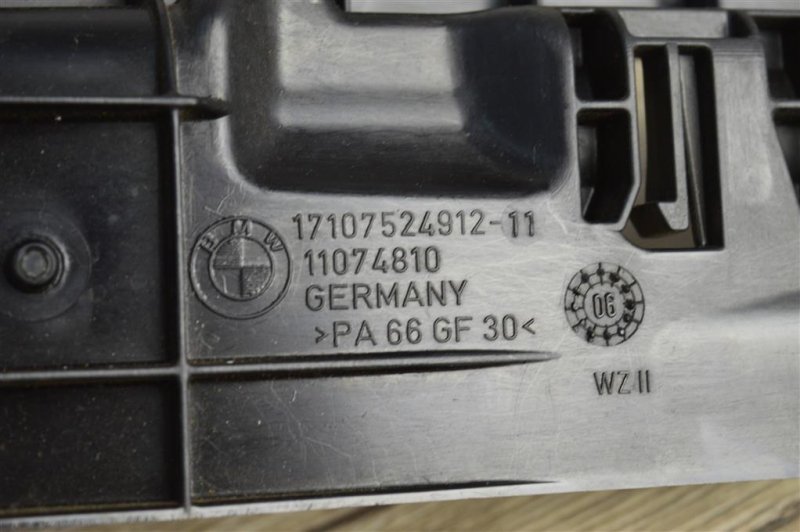 BMW
17107524912-11
11074810
GERMANY
>PA 66 GF 30<
06
WZ II